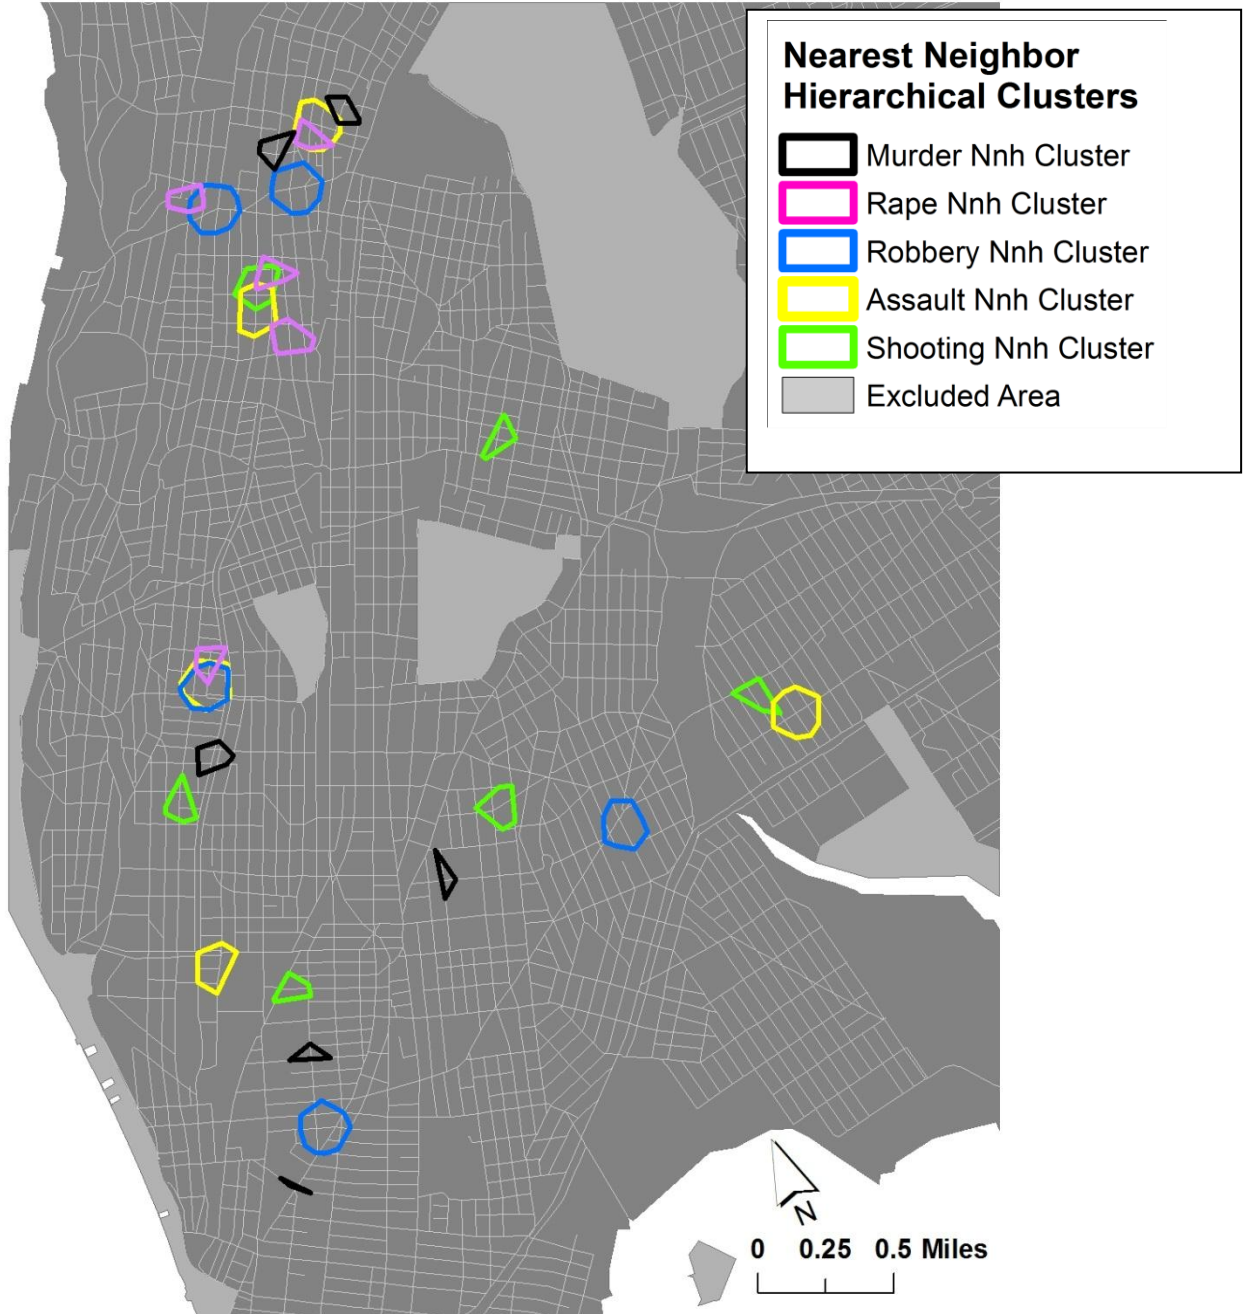 Nearest Neighbor
Hierarchical Clusters
Murder Nnh Cluster
Rape Nnh Cluster
Robbery Nnh Cluster
Assault Nnh Cluster
Shooting Nnh Cluster
Excluded Area
N
0 0.25 0.5 Miles